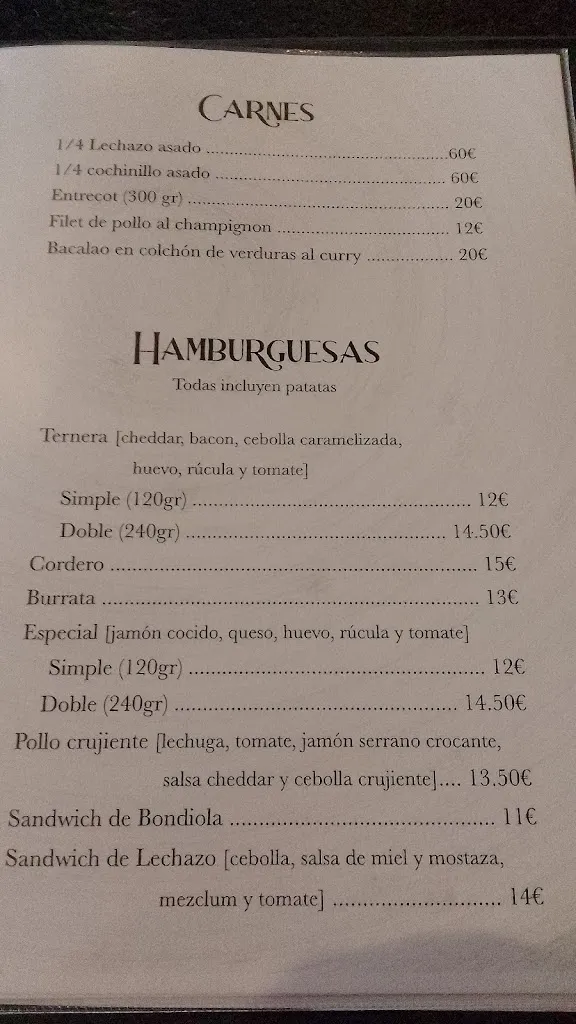 CARNES
1/4 Lechazo asado ........................................................60€
1/4 cochinillo asado ..................................................... 60€
Entrecot (300 gr) ............................................................ 20€
Filet de pollo al champignon ........................................ 12€
Bacalao en colchón de verduras al curry .................... 20€
HAMBURGUESAS
Todas incluyen patatas
Ternera [cheddar, bacon, cebolla caramelizada,
huevo, rúcula y tomate]
Simple (120gr) .................................................. 12€
Doble (240gr) .............................................. 14.50€
Cordero ................................................................. 15€
Burrata .................................................................. 13€
Especial [jamón cocido, queso, huevo, rúcula y tomate]
Simple (120gr) .................................................... 12€
Doble (240gr) ................................................. 14.50€
Pollo crujiente [lechuga, tomate, jamón serrano crocante,
salsa cheddar y cebolla crujiente].... 13.50€
Sandwich de Bondiola ........................................ 11€
Sandwich de Lechazo [cebolla, salsa de miel y mostaza,
mezclum y tomate] .......................... 14€